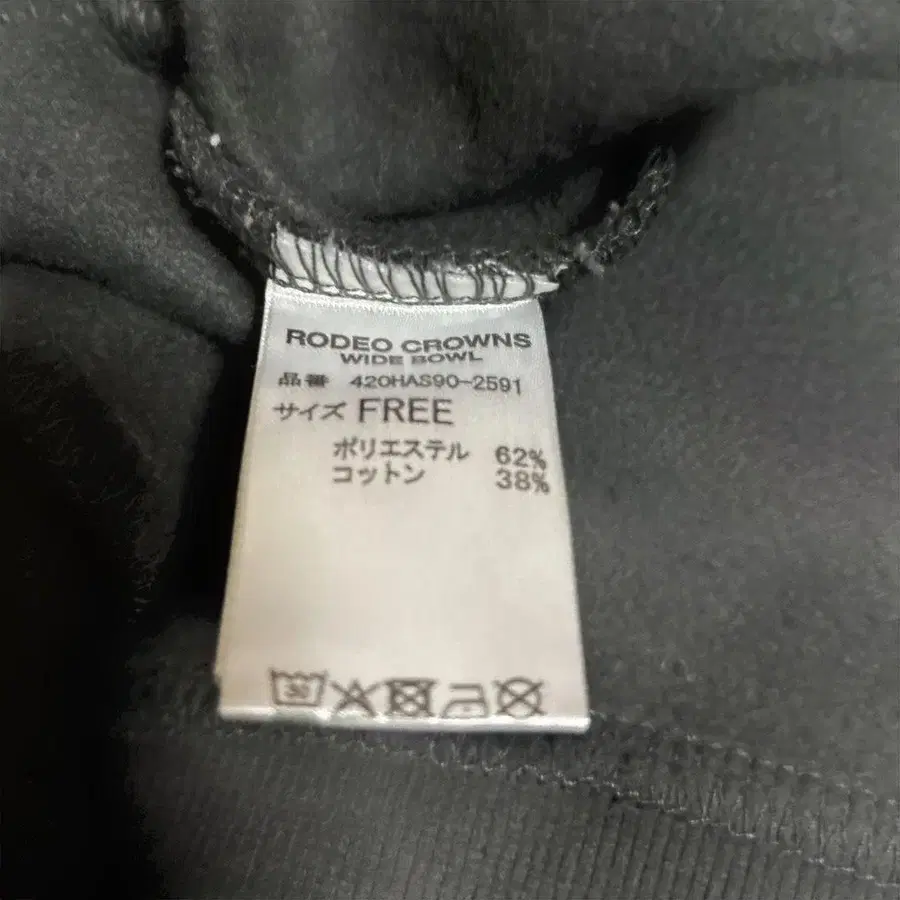 RODEO CROWNS
WIDE BOWL
品番 420HAS90-2591
サイズ FREE
ポリエステル 62%
コットン 38%
30